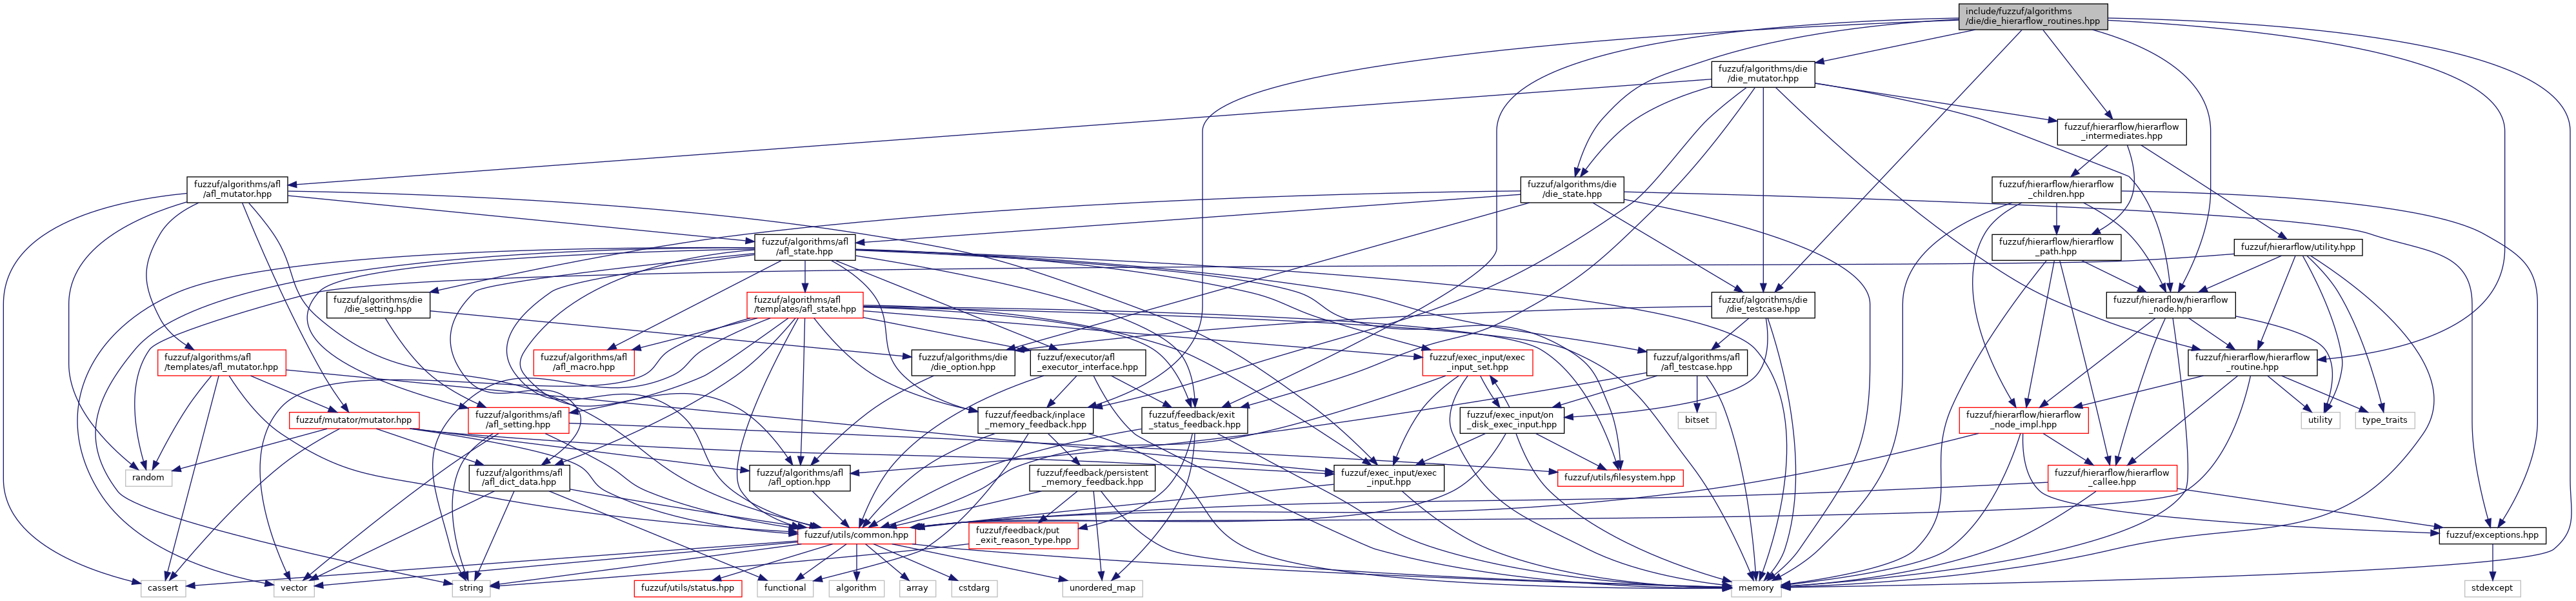 include/fuzzuf/algorithms
/die/die_hierarflow_routines.hpp
fuzzuf/algorithms/die
/die_mutator.hpp
fuzzuf/hierarflow/hierarflow
_intermediates.hpp
fuzzuf/algorithms/afl
/afl_mutator.hpp
fuzzuf/algorithms/die
/die_state.hpp
fuzzuf/hierarflow/hierarflow
_children.hpp
fuzzuf/algorithms/afl
/afl_state.hpp
fuzzuf/hierarflow/hierarflow
_path.hpp
fuzzuf/hierarflow/utility.hpp
fuzzuf/algorithms/die
/die_setting.hpp
fuzzuf/algorithms/afl
/templates/afl_state.hpp
fuzzuf/algorithms/die
/die_testcase.hpp
fuzzuf/hierarflow/hierarflow
_node.hpp
fuzzuf/algorithms/afl
/templates/afl_mutator.hpp
fuzzuf/algorithms/afl
/afl_macro.hpp
fuzzuf/algorithms/die
/die_option.hpp
fuzzuf/executor/afl
_executor_interface.hpp
fuzzuf/exec_input/exec
_input_set.hpp
fuzzuf/algorithms/afl
/afl_testcase.hpp
fuzzuf/hierarflow/hierarflow
_routine.hpp
fuzzuf/mutator/mutator.hpp
fuzzuf/algorithms/afl
/afl_setting.hpp
fuzzuf/feedback/inplace
_memory_feedback.hpp
fuzzuf/feedback/exit
_status_feedback.hpp
fuzzuf/exec_input/on
_disk_exec_input.hpp
bitset
fuzzuf/hierarflow/hierarflow
_node_impl.hpp
utility
type_traits
random
fuzzuf/algorithms/afl
/afl_dict_data.hpp
fuzzuf/algorithms/afl
/afl_option.hpp
fuzzuf/feedback/persistent
_memory_feedback.hpp
fuzzuf/exec_input/exec
_input.hpp
fuzzuf/utils/filesystem.hpp
fuzzuf/hierarflow/hierarflow
_callee.hpp
fuzzuf/utils/common.hpp
fuzzuf/feedback/put
_exit_reason_type.hpp
fuzzuf/exceptions.hpp
cassert
vector
string
fuzzuf/utils/status.hpp
functional
algorithm
array
cstdarg
unordered_map
memory
stdexcept